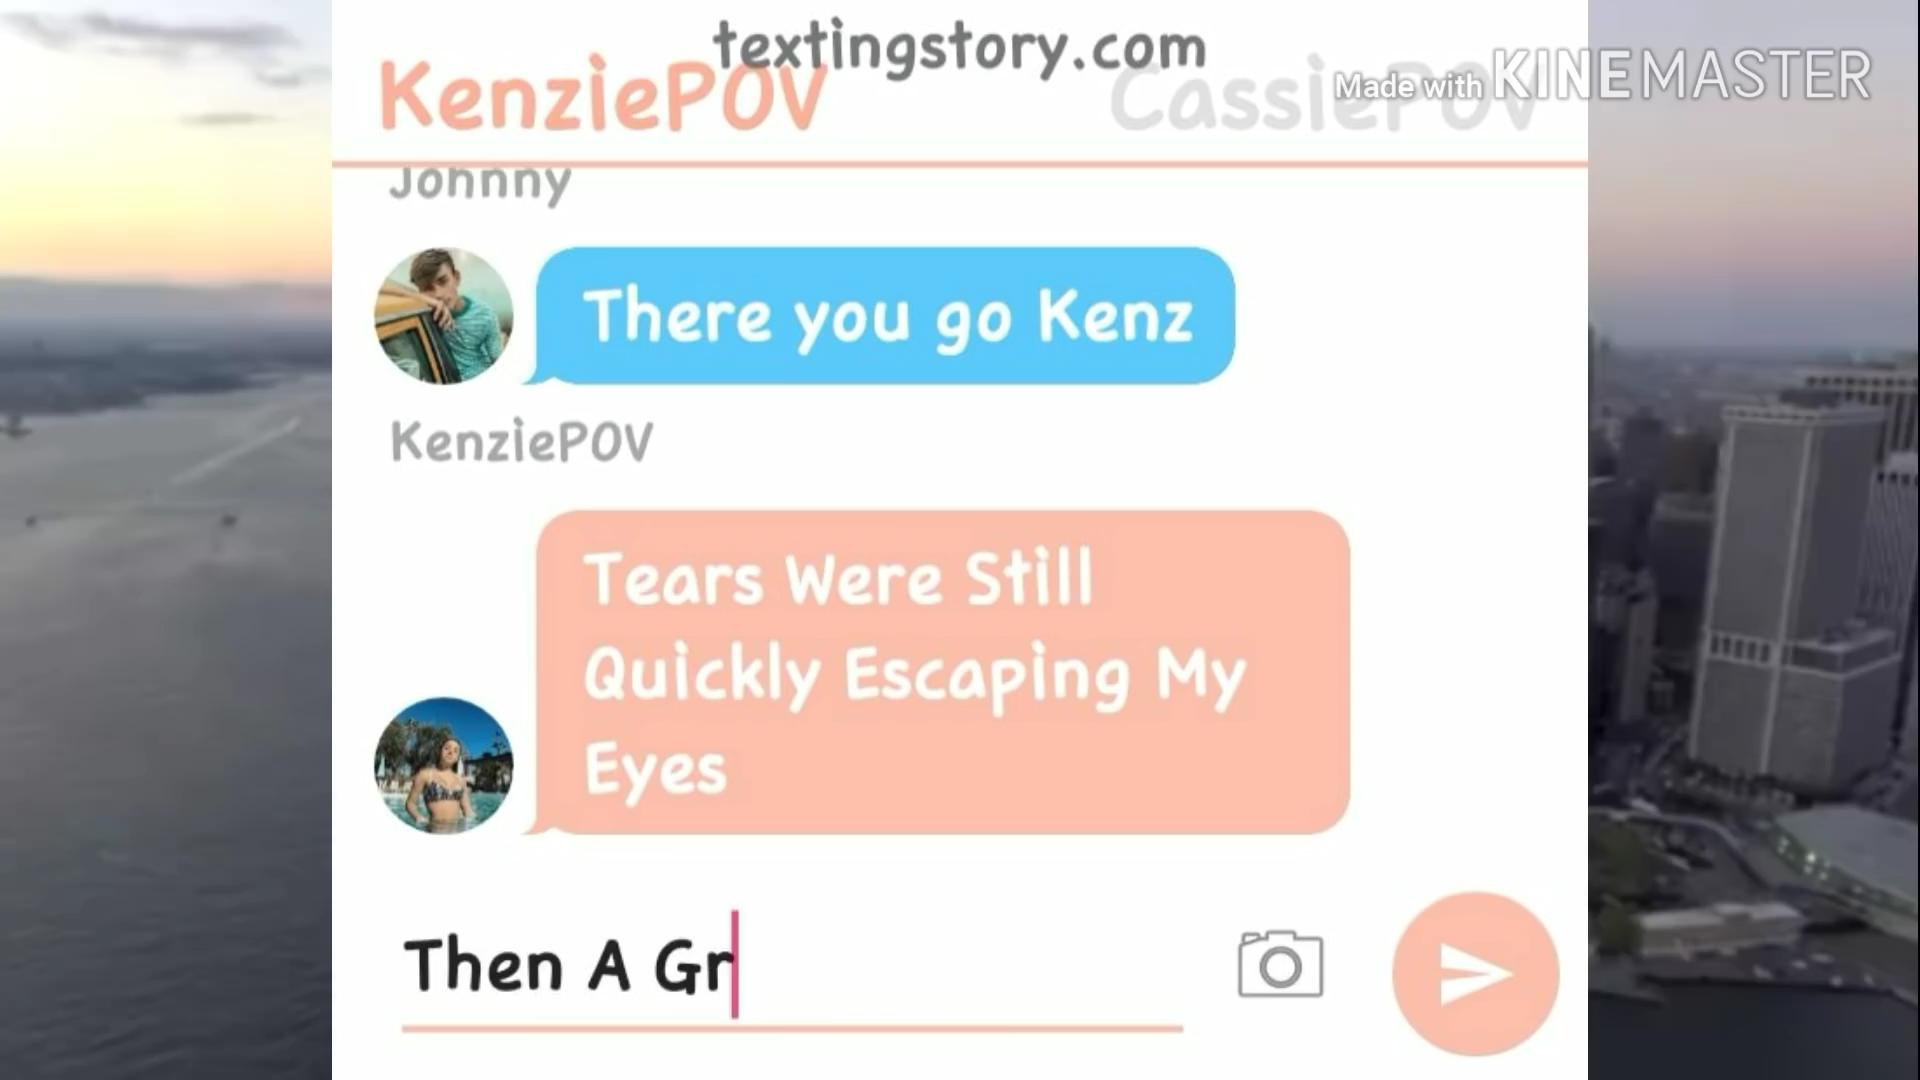 textingstory.com
KenziePOV
CassiePOV
Made with KINEMASTER
Johnny
There you go Kenz
KenziePOV
Tears Were Still
Quickly Escaping My
Eyes
Then A Gr